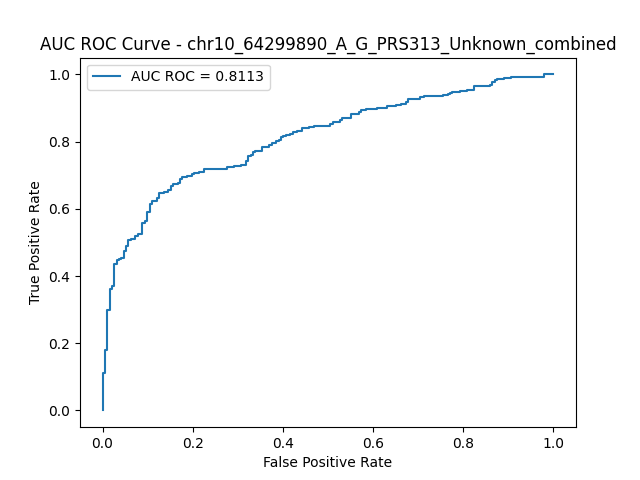 AUC ROC Curve - chr10_64299890_A_G_PRS313_Unknown_combined
AUC ROC = 0.8113
1.0
0.8
0.6
0.4
0.2
0.0
True Positive Rate
0.0 0.2 0.4 0.6 0.8 1.0
False Positive Rate